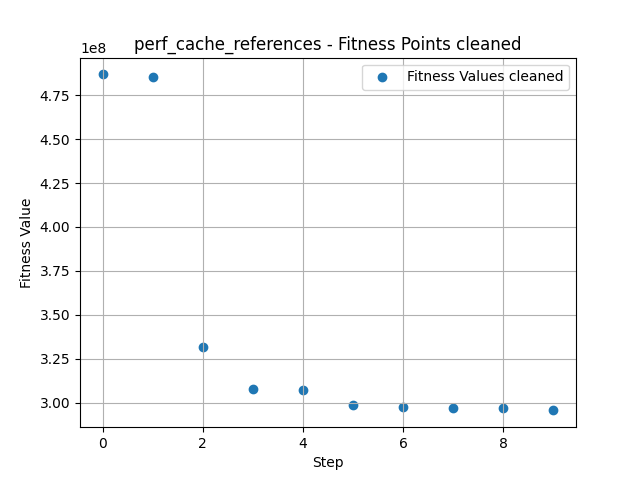 perf_cache_references - Fitness Points cleaned
1e8
Fitness Values cleaned
4.75
4.50
4.25
4.00
3.75
3.50
3.25
3.00
Fitness Value
0 2 4 6 8
Step